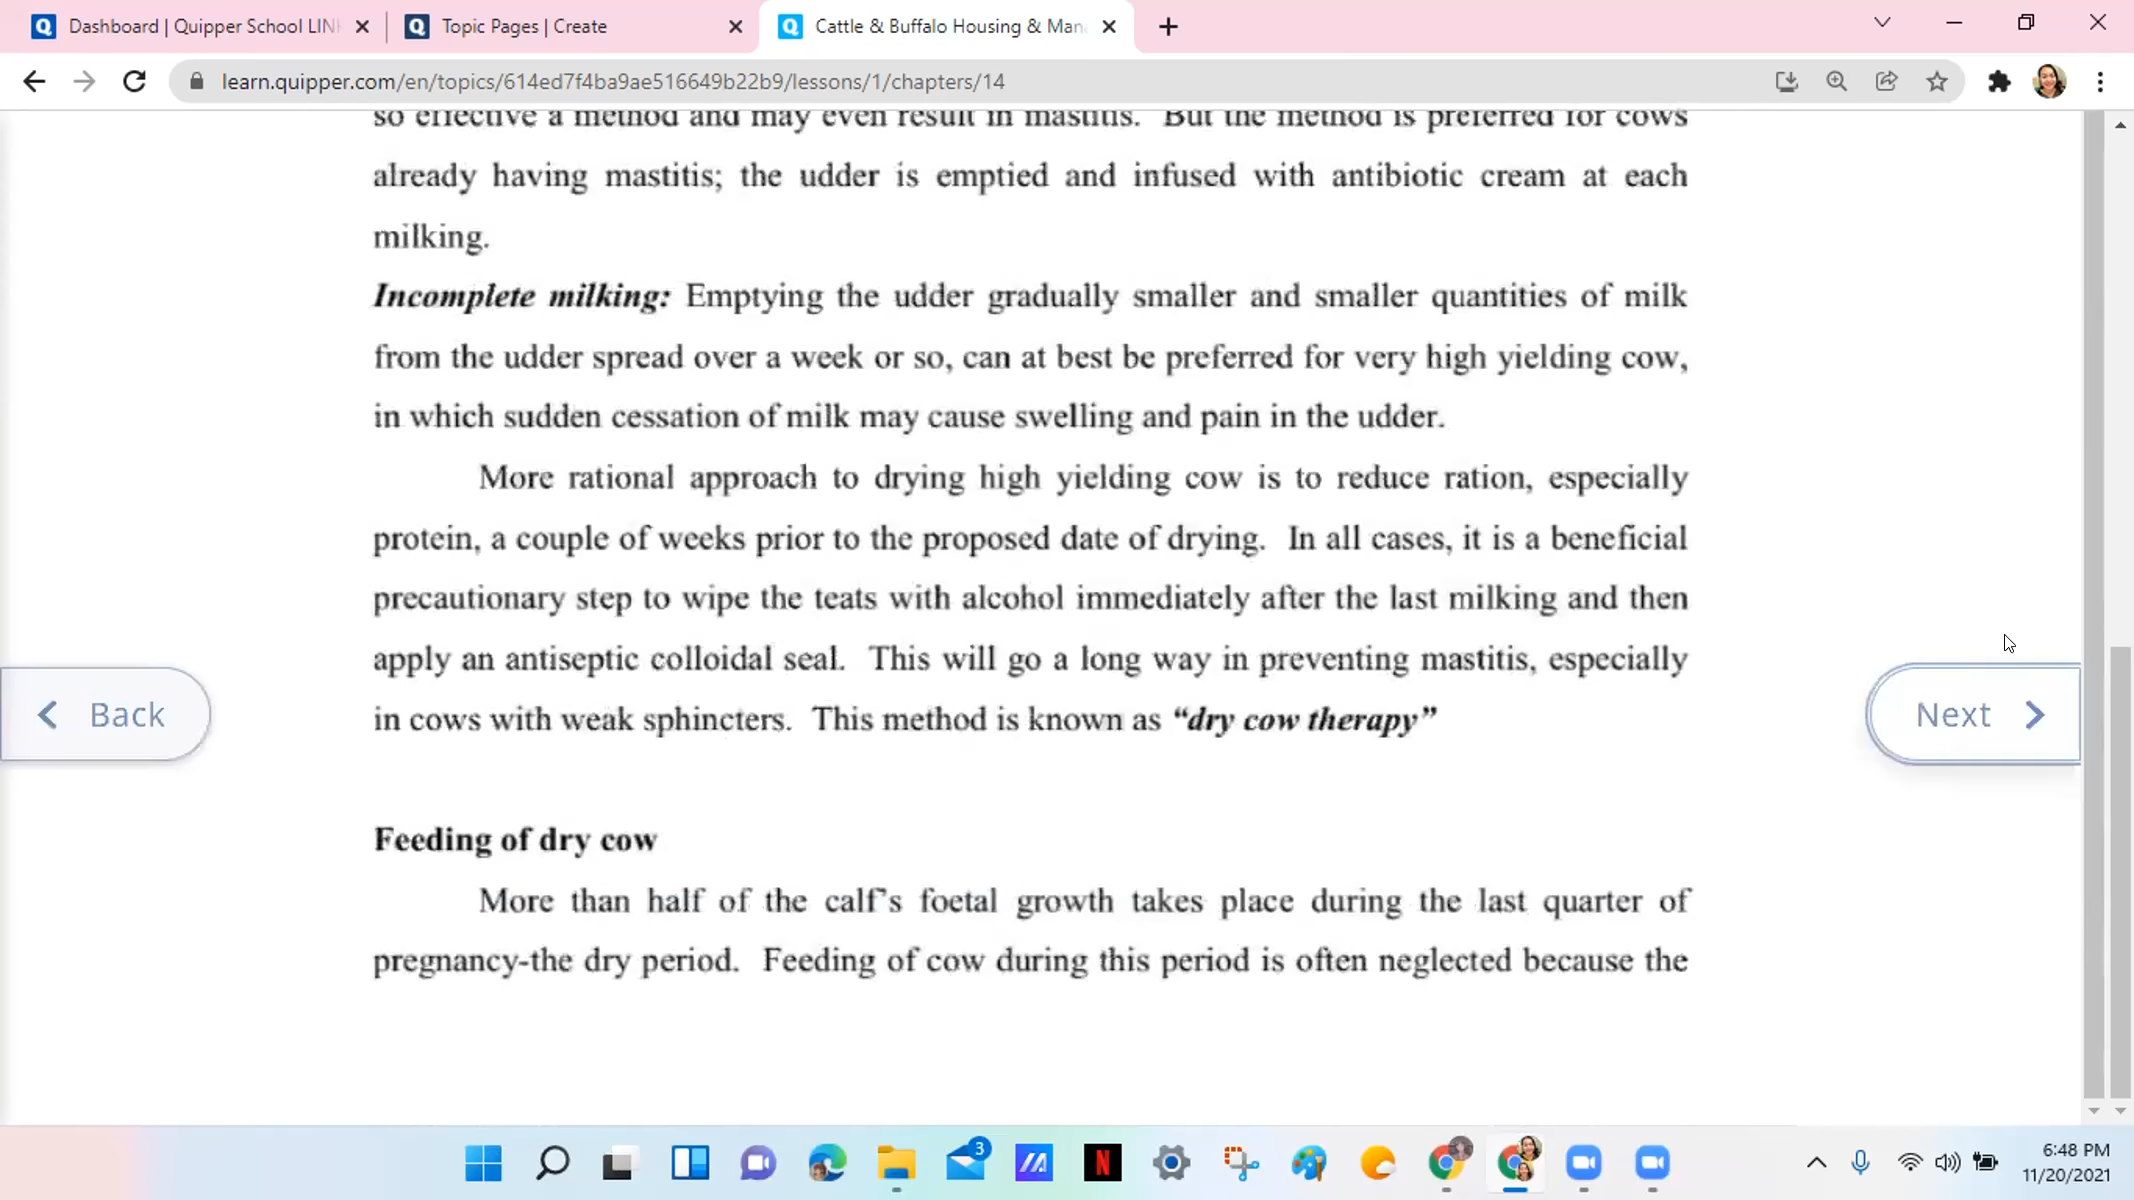 Dashboard | Quipper School LINK
Topic Pages | Create
Cattle & Buffalo Housing & Man
learn.quipper.com/en/topics/614ed7f4ba9ae516649b22b9/lessons/1/chapters/14
so effective a method and may even result in mastitis. But the method is preferred for cows
already having mastitis; the udder is emptied and infused with antibiotic cream at each
milking.
Incomplete milking: Emptying the udder gradually smaller and smaller quantities of milk
from the udder spread over a week or so, can at best be preferred for very high yielding cow,
in which sudden cessation of milk may cause swelling and pain in the udder.
More rational approach to drying high yielding cow is to reduce ration, especially
protein, a couple of weeks prior to the proposed date of drying. In all cases, it is a beneficial
precautionary step to wipe the teats with alcohol immediately after the last milking and then
apply an antiseptic colloidal seal. This will go a long way in preventing mastitis, especially
in cows with weak sphincters. This method is known as “dry cow therapy”
Back
Next
Feeding of dry cow
More than half of the calf's foetal growth takes place during the last quarter of
pregnancy-the dry period. Feeding of cow during this period is often neglected because the
3
N
6:48 PM
11/20/2021